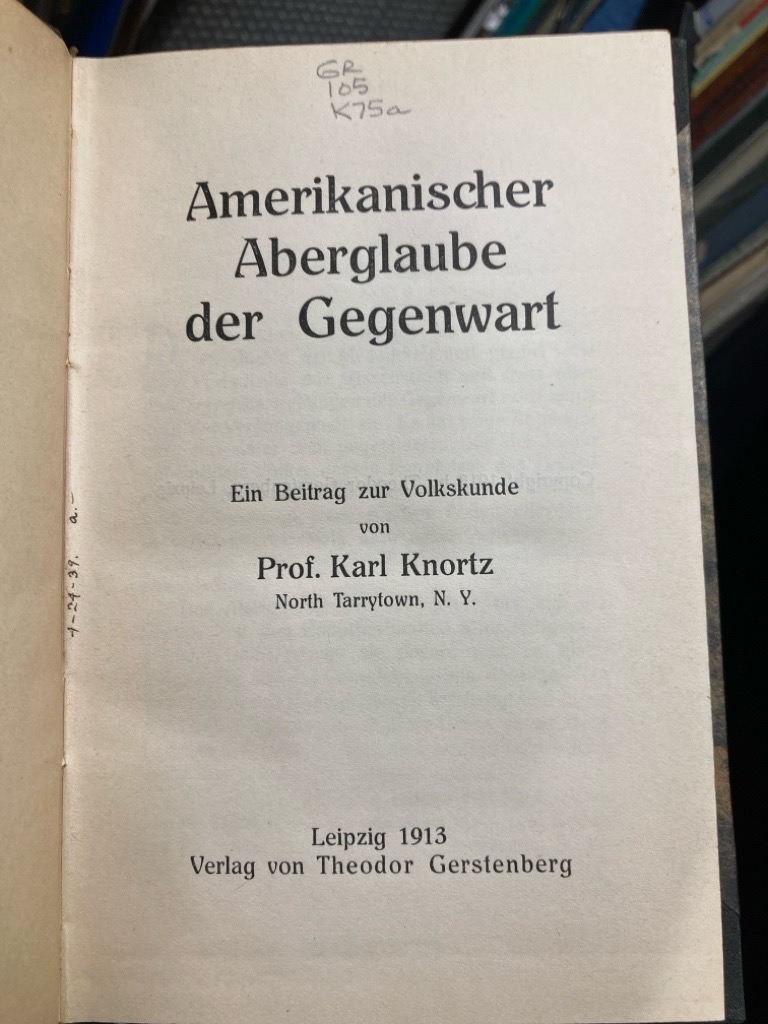 GR
105
K75a
Amerikanischer
Aberglaube
der Gegenwart
Ein Beitrag zur Volkskunde
von
Prof. Karl Knortz
North Tarrytown, N. Y.
Leipzig 1913
Verlag von Theodor Gerstenberg